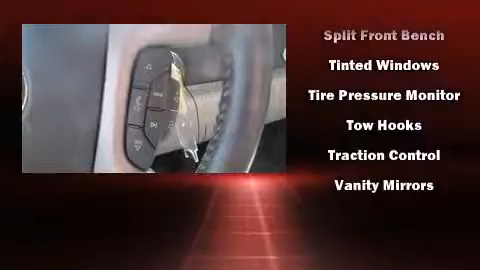 Split Front Bench
Tinted Windows
Tire Pressure Monitor
Tow Hooks
Traction Control
Vanity Mirrors